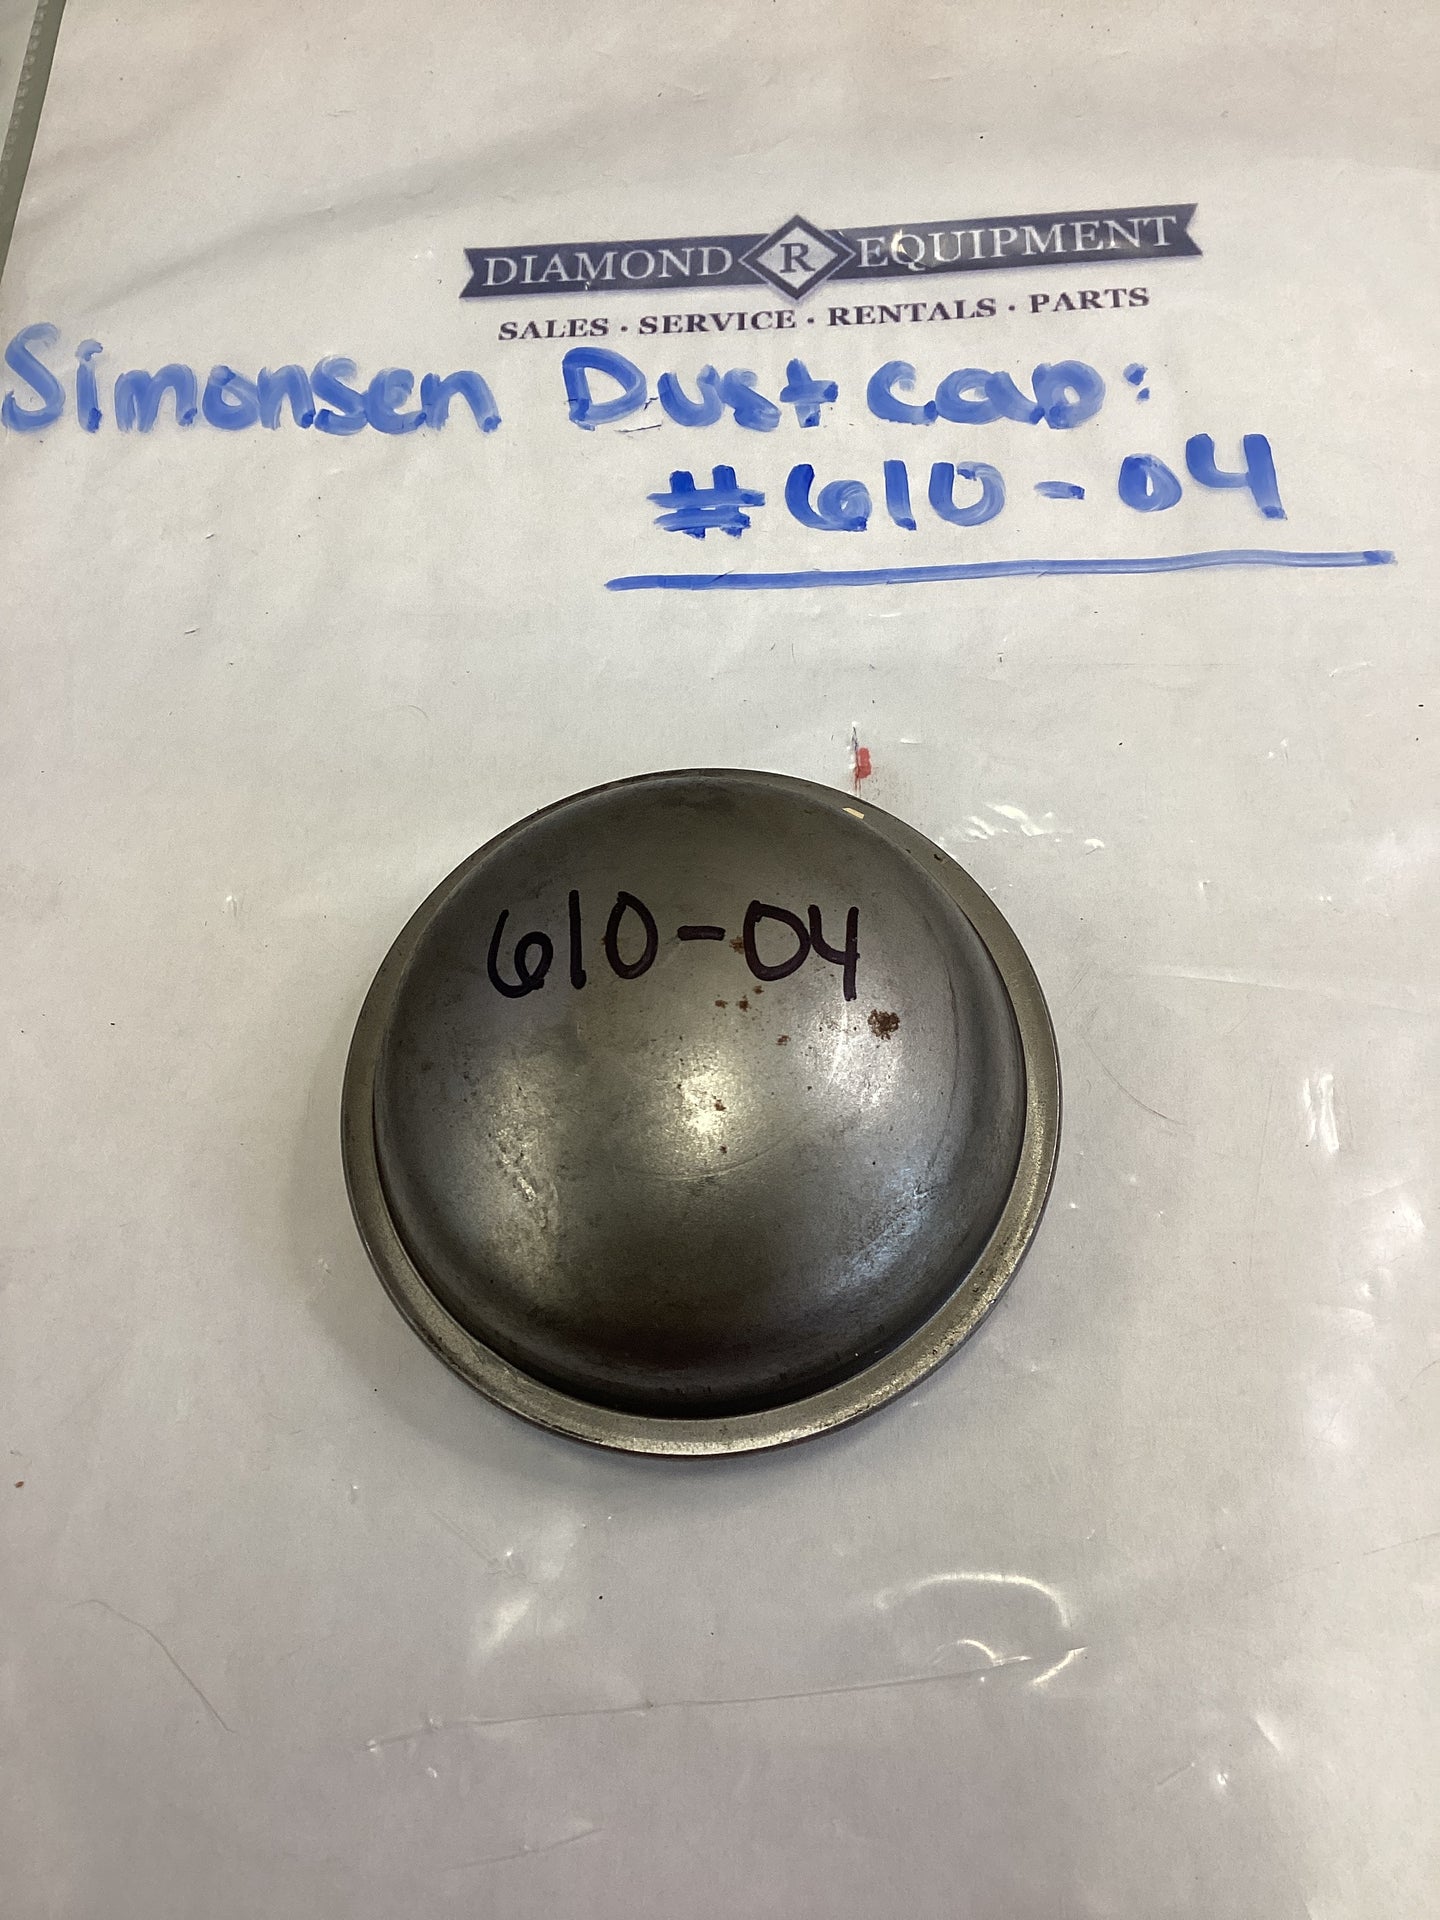 DIAMOND R EQUIPMENT
SALES · SERVICE · RENTALS · PARTS
Simonsen Dust cap:
#610-04
610-04